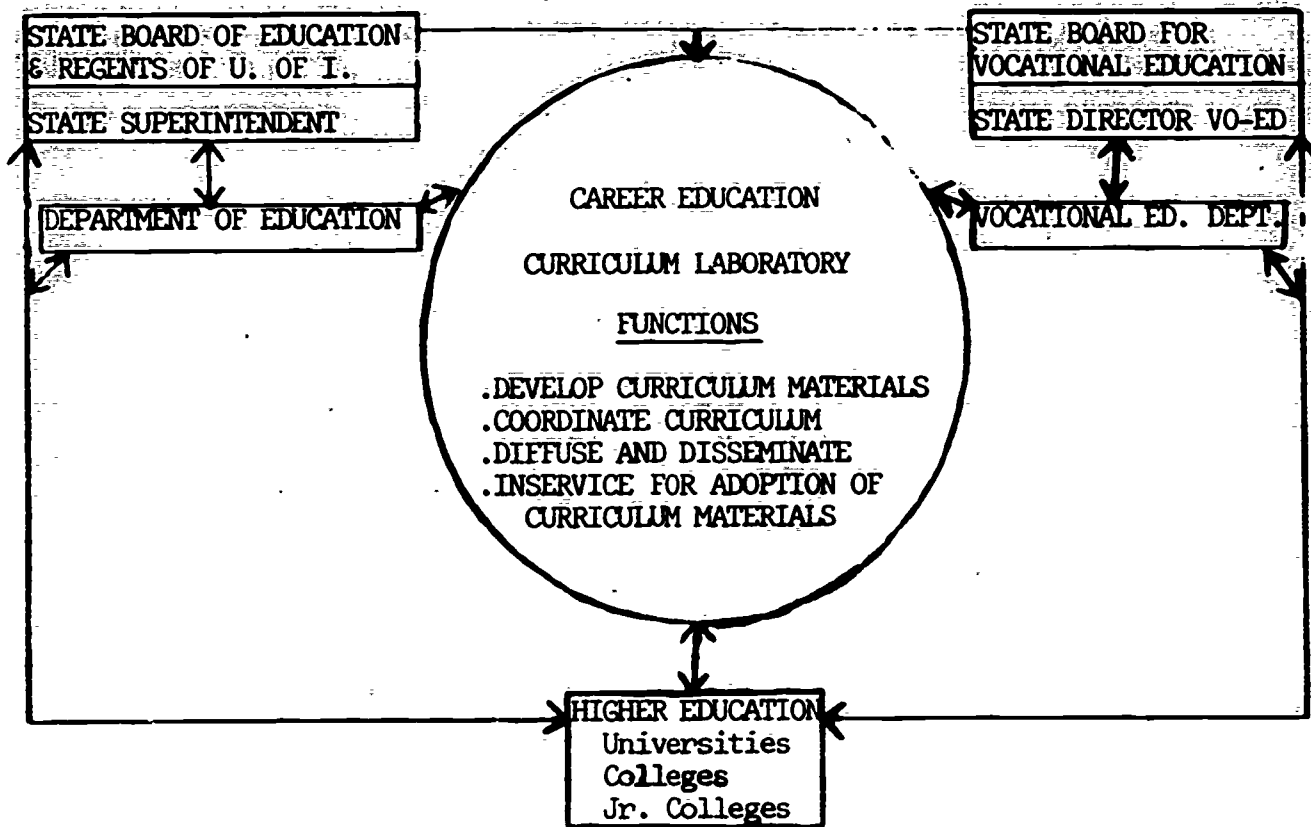 STATE BOARD OF EDUCATION
& REGENTS OF U. OF I.
STATE SUPERINTENDENT
DEPARTMENT OF EDUCATION
STATE BOARD FOR
VOCATIONAL EDUCATION
STATE DIRECTOR VO-ED
VOCATIONAL ED. DEPT.
CAREER EDUCATION
CURRICULUM LABORATORY
FUNCTIONS
.DEVELOP CURRICULUM MATERIALS
.COORDINATE CURRICULUM
.DIFFUSE AND DISSEMINATE
.INSERVICE FOR ADOPTION OF
CURRICULUM MATERIALS
HIGHER EDUCATION
Universities
Colleges
Jr. Colleges